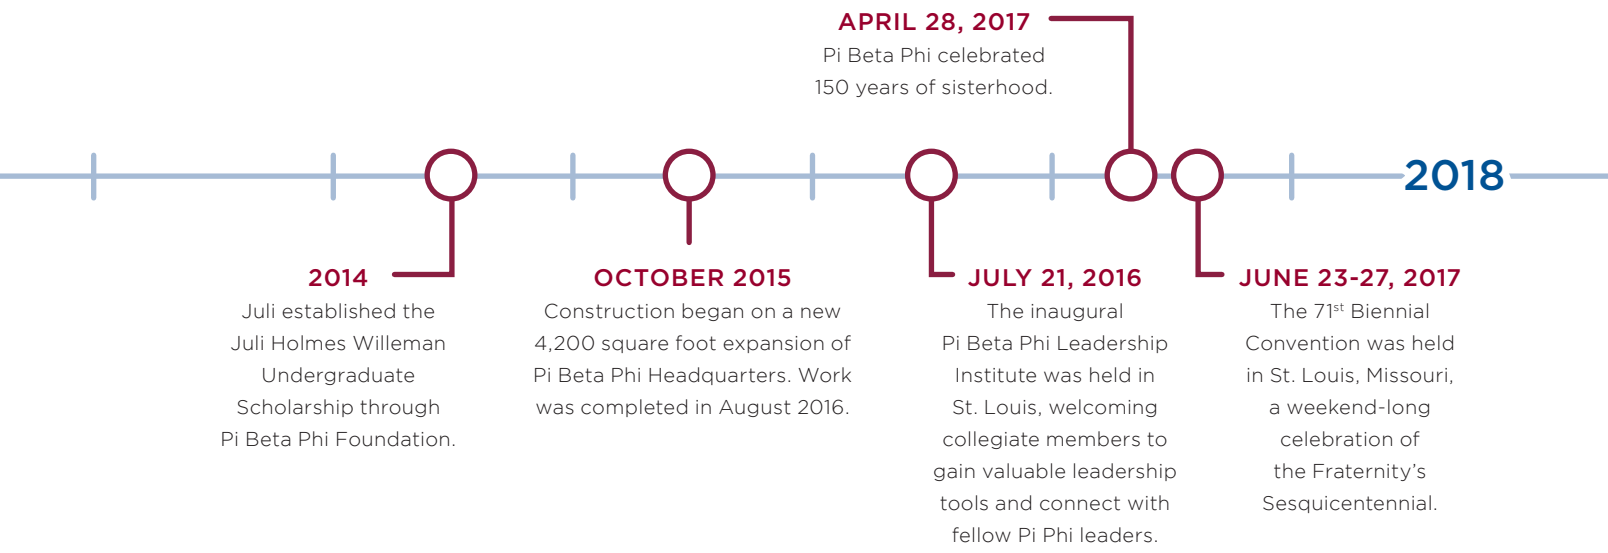 APRIL 28, 2017
Pi Beta Phi celebrated
150 years of sisterhood.
2018
2014
Juli established the
Juli Holmes Willeman
Undergraduate
Scholarship through
Pi Beta Phi Foundation.
OCTOBER 2015
Construction began on a new
4,200 square foot expansion of
Pi Beta Phi Headquarters. Work
was completed in August 2016.
JULY 21, 2016
The inaugural
Pi Beta Phi Leadership
Institute was held in
St. Louis, welcoming
collegiate members to
gain valuable leadership
tools and connect with
fellow Pi Phi leaders.
JUNE 23-27, 2017
The 71st Biennial
Convention was held
in St. Louis, Missouri,
a weekend-long
celebration of
the Fraternity’s
Sesquicentennial.